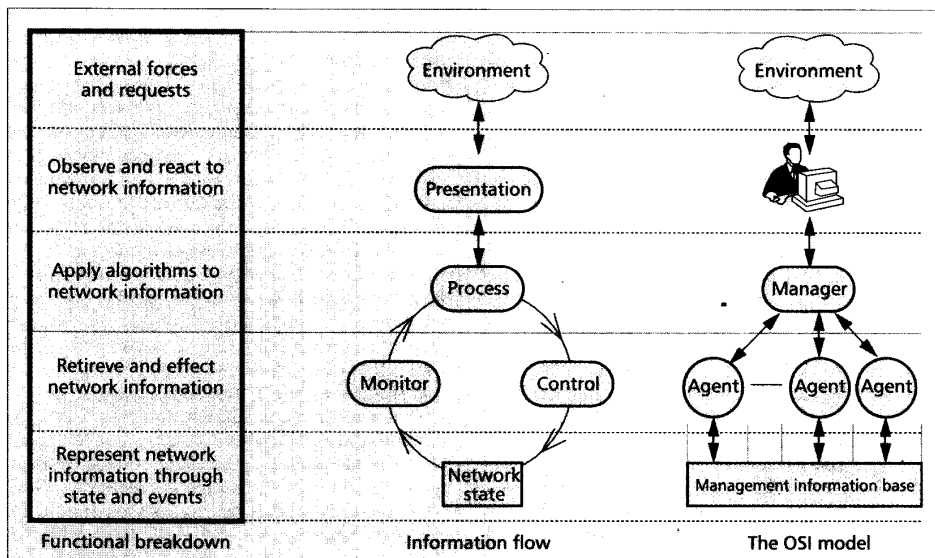 External forces
and requests
Environment
Environment
Observe and react to
network information
Presentation
Apply algorithms to
network information
Process
Manager
Retireve and effect
network information
Monitor
Control
Agent
Agent
Agent
Represent network
information through
state and events
Network
state
Management information base
Functional breakdown
Information flow
The OSI model